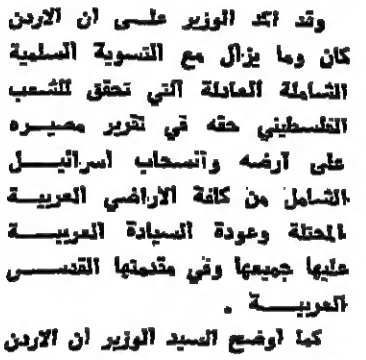 وقد اكد الوزير على ان الاردن
كان وما يزال مع التسوية السلمية
الشاملة العادلة التي تحقق للشعب
الفلسطيني حقه في تقرير مصيره
على أرضه وانسحاب اسرائيل
الشامل من كافة الاراضي العربية
المحتلة وعودة السيادة العربية
عليها جميعها وفي مقدمتها القدس
العربية .
كما اوضح السيد الوزير ان الاردن